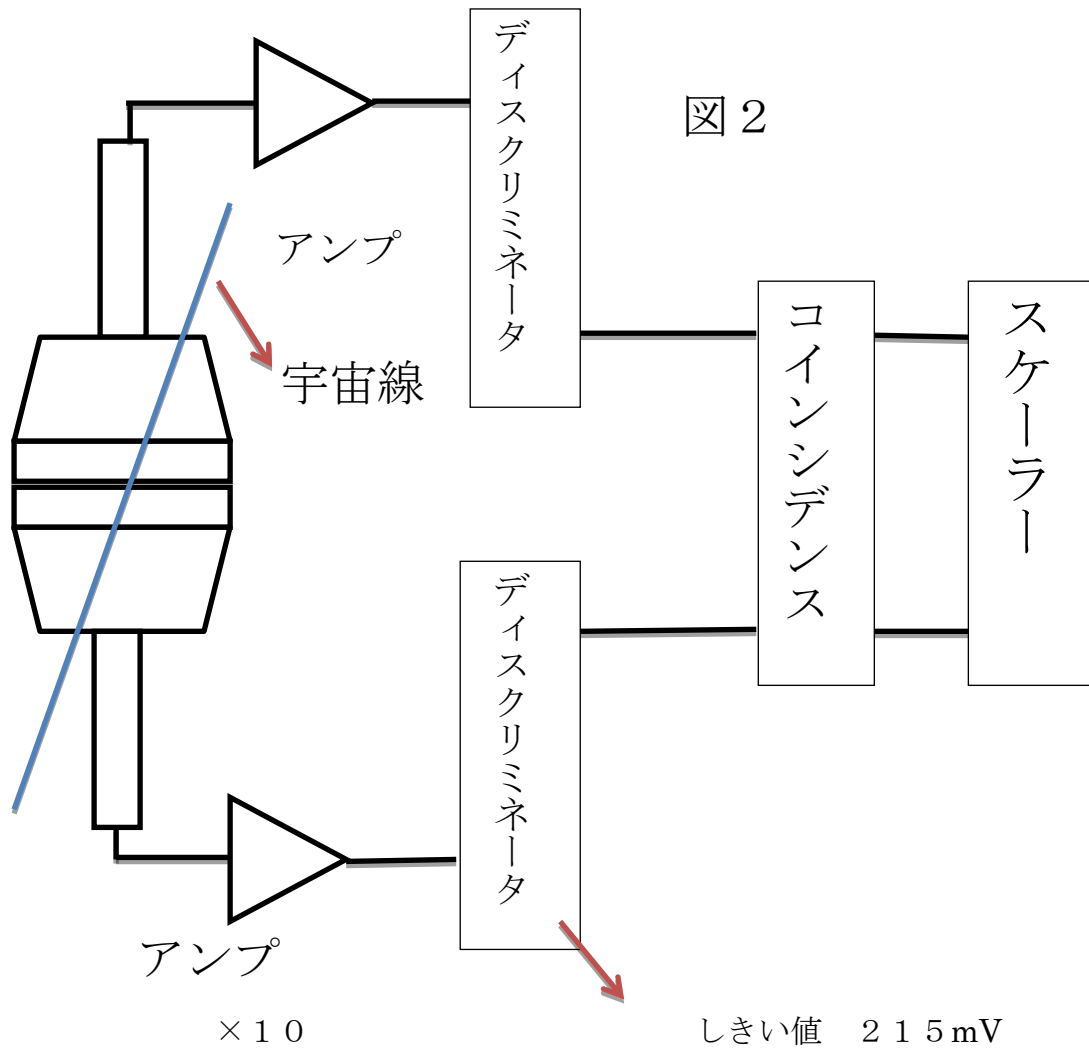 ディスクリミネータ
図２
アンプ
宇宙線
コインシデンス
スケーラー
ディスクリミネータ
アンプ
×１０
しきい値　２１５mV